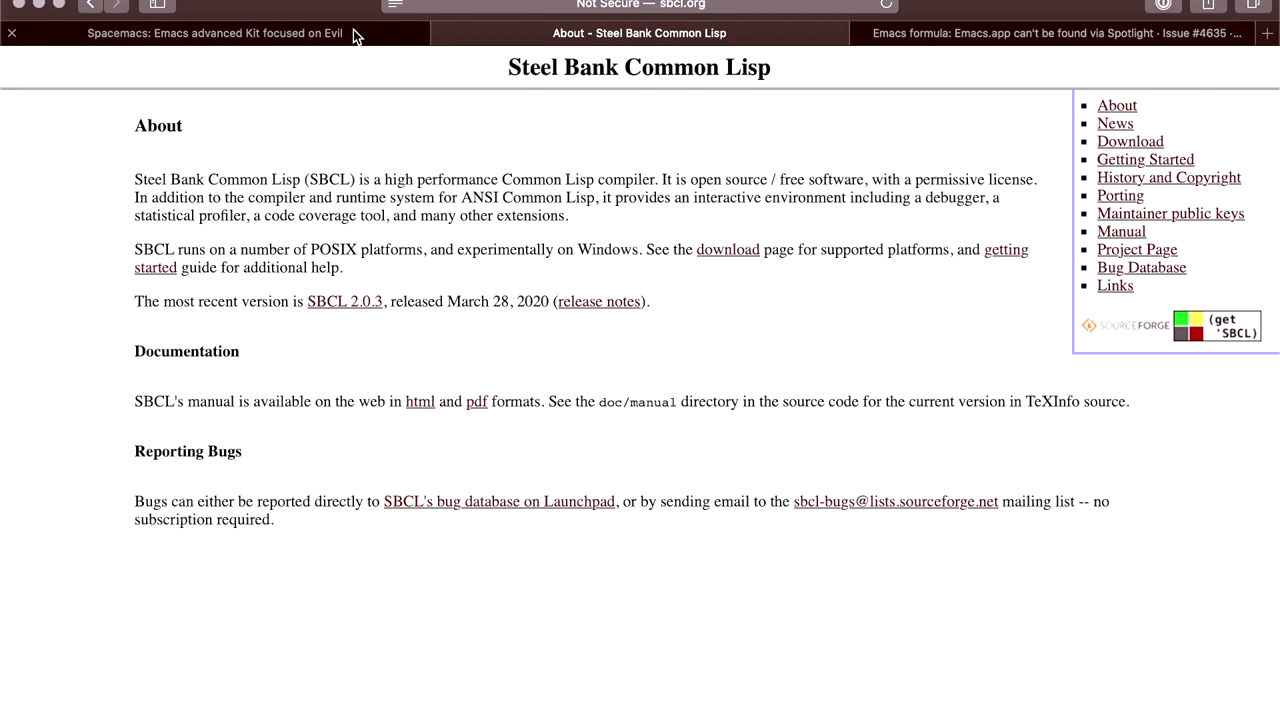 Not Secure — sbcl.org
Spacemacs: Emacs advanced Kit focused on Evil
About - Steel Bank Common Lisp
Emacs formula: Emacs.app can't be found via Spotlight · Issue #4635 ·...
Steel Bank Common Lisp
About
Steel Bank Common Lisp (SBCL) is a high performance Common Lisp compiler. It is open source / free software, with a permissive license.
In addition to the compiler and runtime system for ANSI Common Lisp, it provides an interactive environment including a debugger, a
statistical profiler, a code coverage tool, and many other extensions.
SBCL runs on a number of POSIX platforms, and experimentally on Windows. See the download page for supported platforms, and getting
started guide for additional help.
The most recent version is SBCL 2.0.3, released March 28, 2020 (release notes).
Documentation
SBCL's manual is available on the web in html and pdf formats. See the doc/manual directory in the source code for the current version in TeXInfo source.
Reporting Bugs
Bugs can either be reported directly to SBCL's bug database on Launchpad, or by sending email to the sbcl-bugs@lists.sourceforge.net mailing list -- no
subscription required.
About
News
Download
Getting Started
History and Copyright
Porting
Maintainer public keys
Manual
Project Page
Bug Database
Links
SOURCEFORGE
(get
'SBCL)